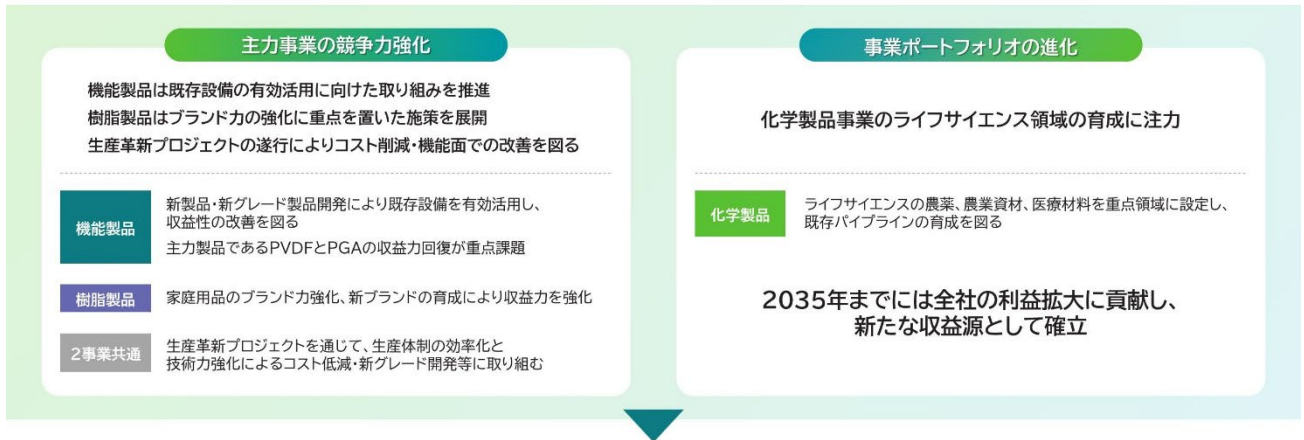 主力事業の競争力強化
機能製品は既存設備の有効活用に向けた取り組みを推進
樹脂製品はブランド力の強化に重点を置いた施策を展開
生産革新プロジェクトの遂行によりコスト削減・機能面での改善を図る
機能製品
新製品・新グレード製品開発により既存設備を有効活用し、
収益性の改善を図る
主力製品であるPVDFとPGAの収益力回復が重点課題
樹脂製品
家庭用品のブランド力強化、新ブランドの育成により収益力を強化
2事業共通
生産革新プロジェクトを通じて、生産体制の効率化と
技術力強化によるコスト低減・新グレード開発等に取り組む
事業ポートフォリオの進化
化学製品事業のライフサイエンス領域の育成に注力
化学製品
ライフサイエンスの農薬、農業資材、医療材料を重点領域に設定し、
既存パイプラインの育成を図る
2035年までには全社の利益拡大に貢献し、
新たな収益源として確立